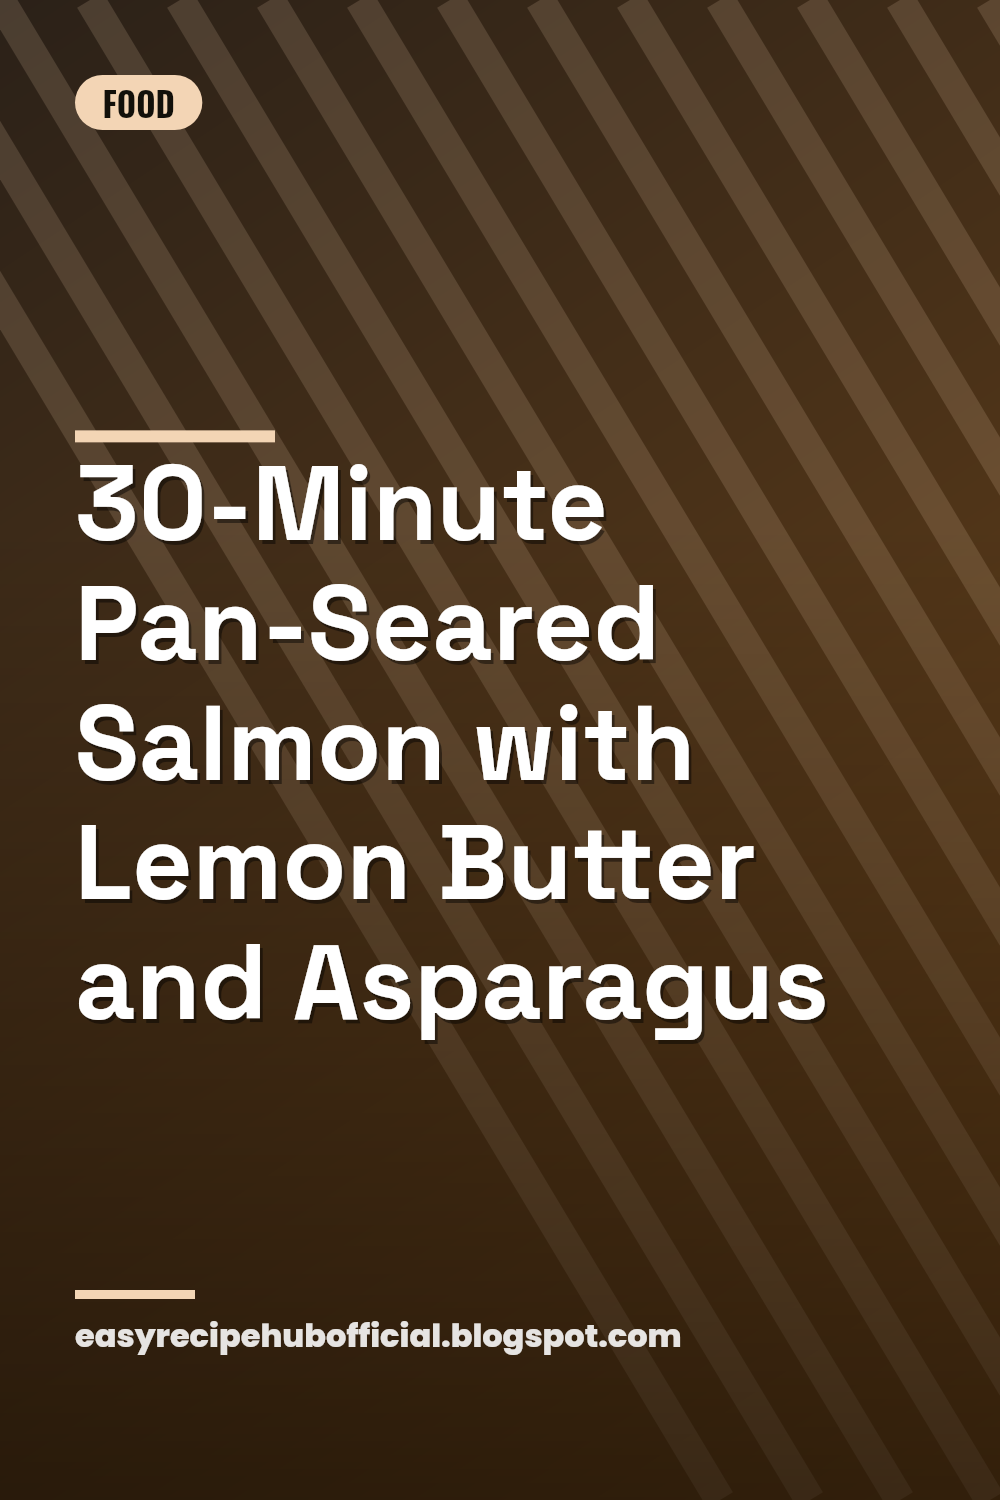 FOOD
30-Minute
Pan-Seared
Salmon with
Lemon Butter
and Asparagus
easyrecipehubofficial.blogspot.com